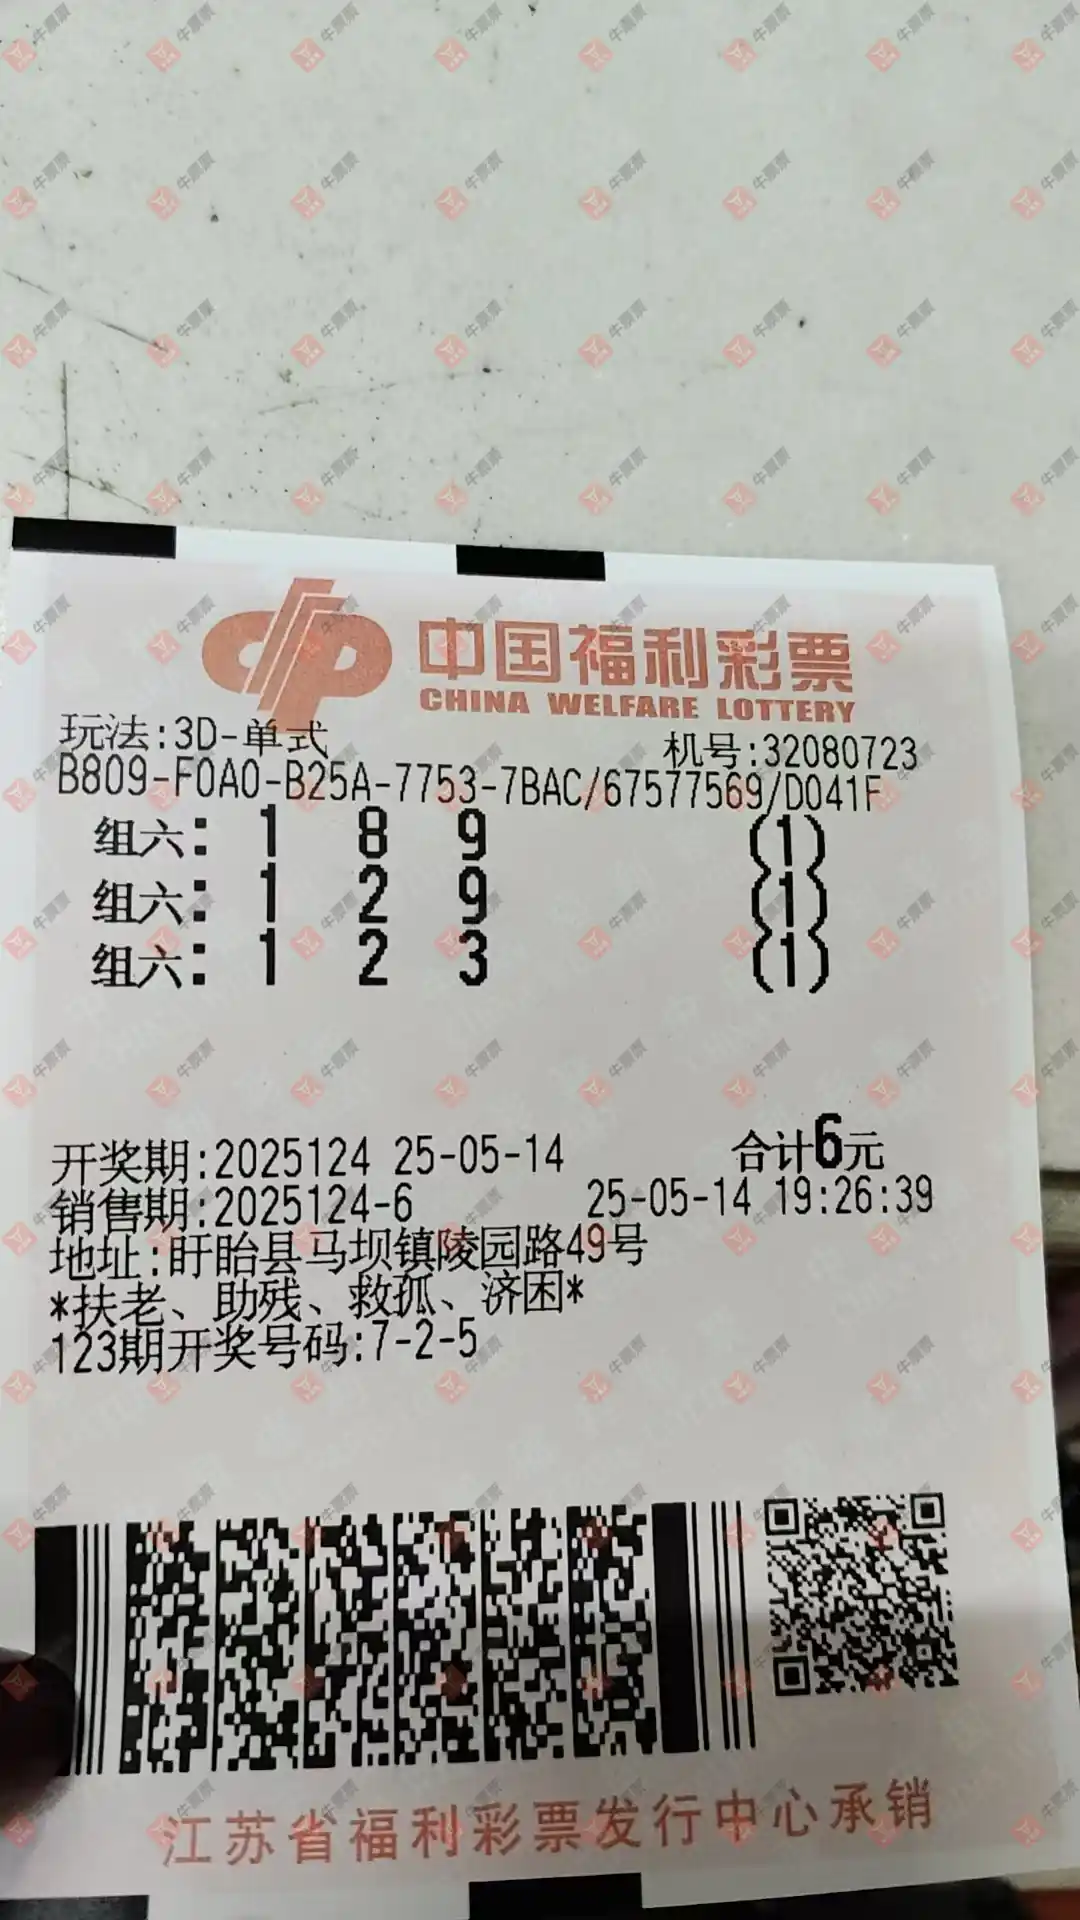 中国福利彩票
CHINA WELFARE LOTTERY
玩法:3D-单式 机号:32080723
B809-F0A0-B25A-7753-7BAC/67577569/D041F
组六: 1 8 9 (1)
组六: 1 2 9 (1)
组六: 1 2 3 (1)
开奖期:2025124 25-05-14 合计6元
销售期:2025124-6 25-05-14 19:26:39
地址:盱眙县马坝镇陵园路49号
*扶老、助残、救孤、济困*
123期开奖号码:7-2-5
江苏省福利彩票发行中心承销
牛票票